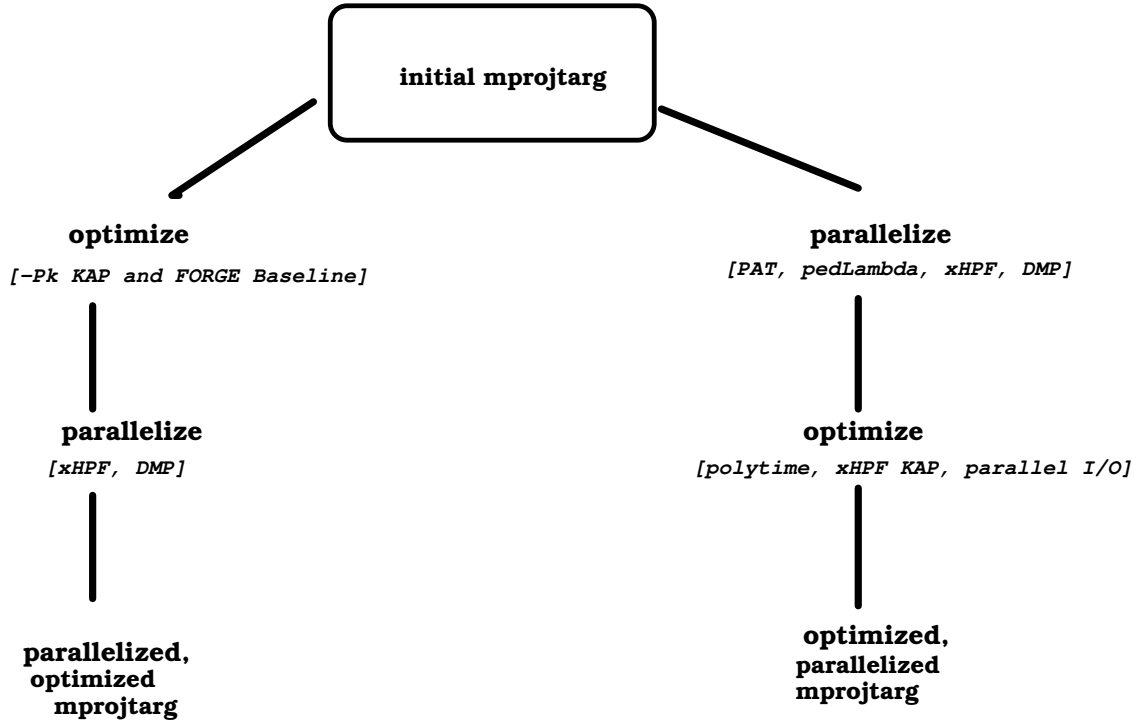 initial mprojtarg
optimize
[-Pk KAP and FORGE Baseline]
parallelize
[xHPF, DMP]
parallelized,
optimized
mprojtarg
parallelize
[PAT, pedLambda, xHPF, DMP]
optimize
[polytime, xHPF KAP, parallel I/O]
optimized,
parallelized
mprojtarg